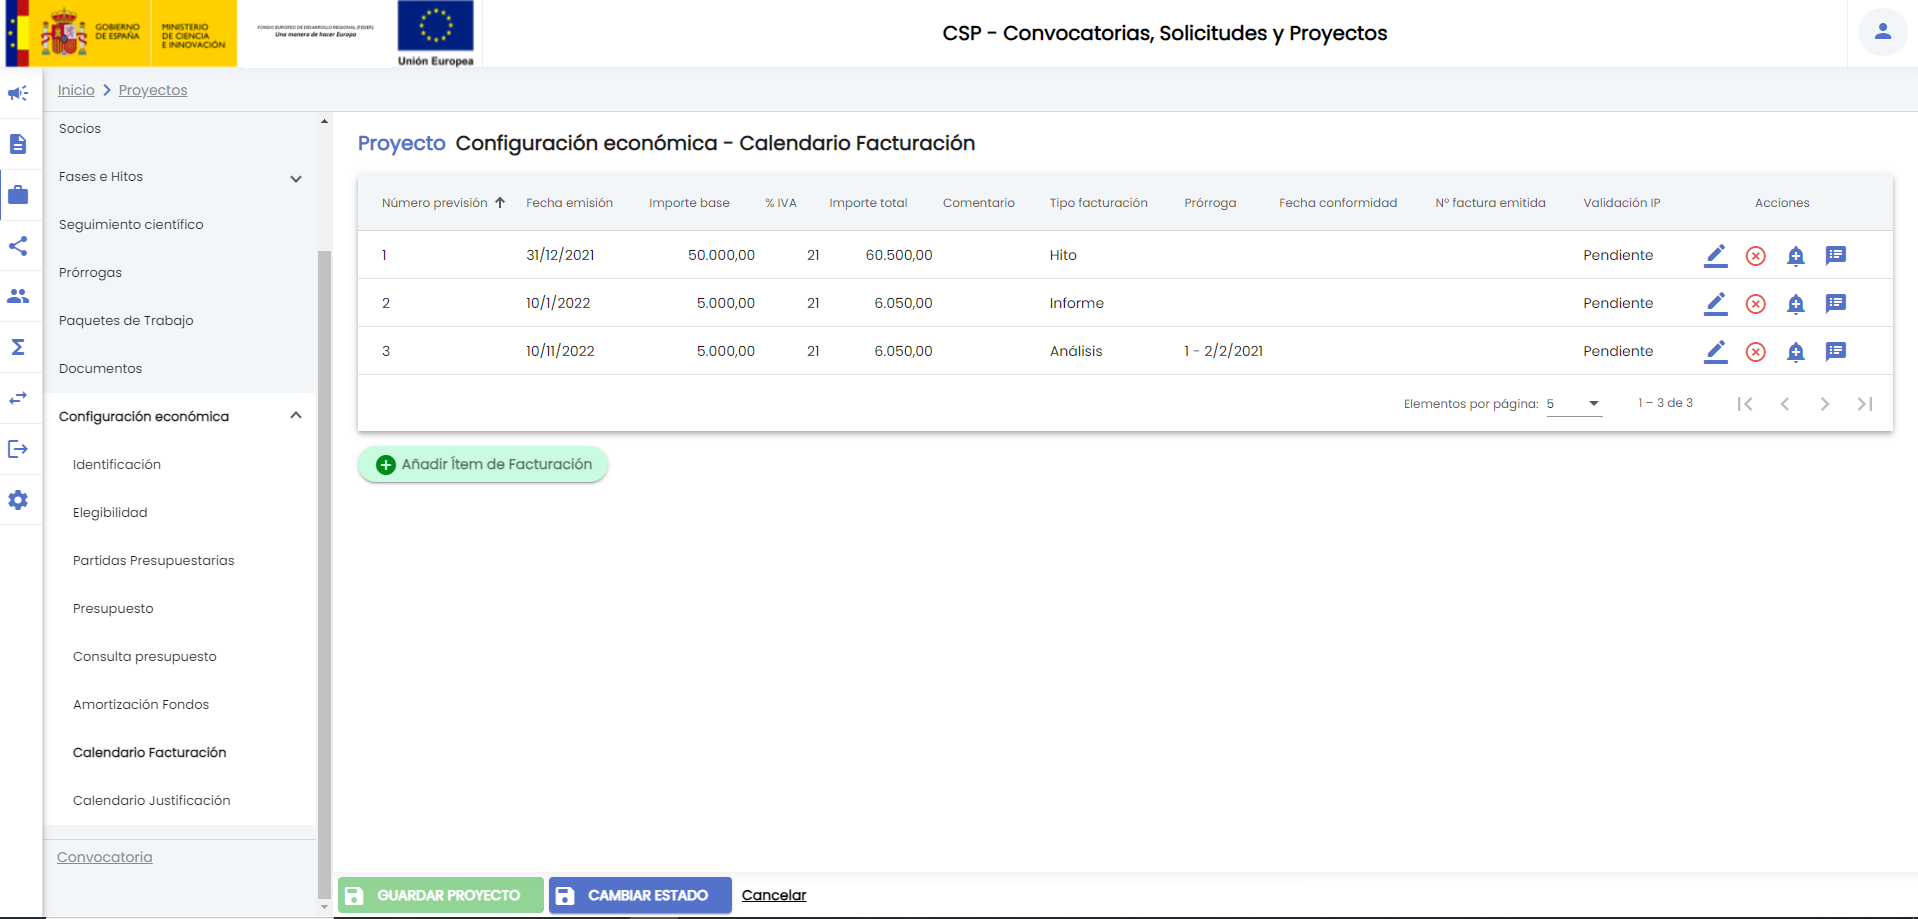 GOBIERNO
DE ESPAÑA
MINISTERIO
DE CIENCIA
E INNOVACIÓN
FONDO EUROPEO DE DESARROLLO REGIONAL (FEDER)
Una manera de hacer Europa
Unión Europea
CSP - Convocatorias, Solicitudes y Proyectos
Inicio Proyectos
Socios
Fases e Hitos
Seguimiento científico
Prórrogas
Paquetes de Trabajo
Documentos
Configuración económica
Identificación
Elegibilidad
Partidas Presupuestarias
Presupuesto
Consulta presupuesto
Amortización Fondos
Calendario Facturación
Calendario Justificación
Convocatoria
Proyecto Configuración económica - Calendario Facturación
Número previsión Fecha emisión Importe base % IVA Importe total Comentario Tipo facturación Prórroga Fecha conformidad Nº factura emitida Validación IP Acciones
1 31/12/2021 50.000,00 21 60.500,00 Hito Pendiente
2 10/1/2022 5.000,00 21 6.050,00 Informe Pendiente
3 10/11/2022 5.000,00 21 6.050,00 Análisis 1 - 2/2/2021 Pendiente
Elementos por página: 5 1 – 3 de 3
Añadir Ítem de Facturación
GUARDAR PROYECTO CAMBIAR ESTADO Cancelar